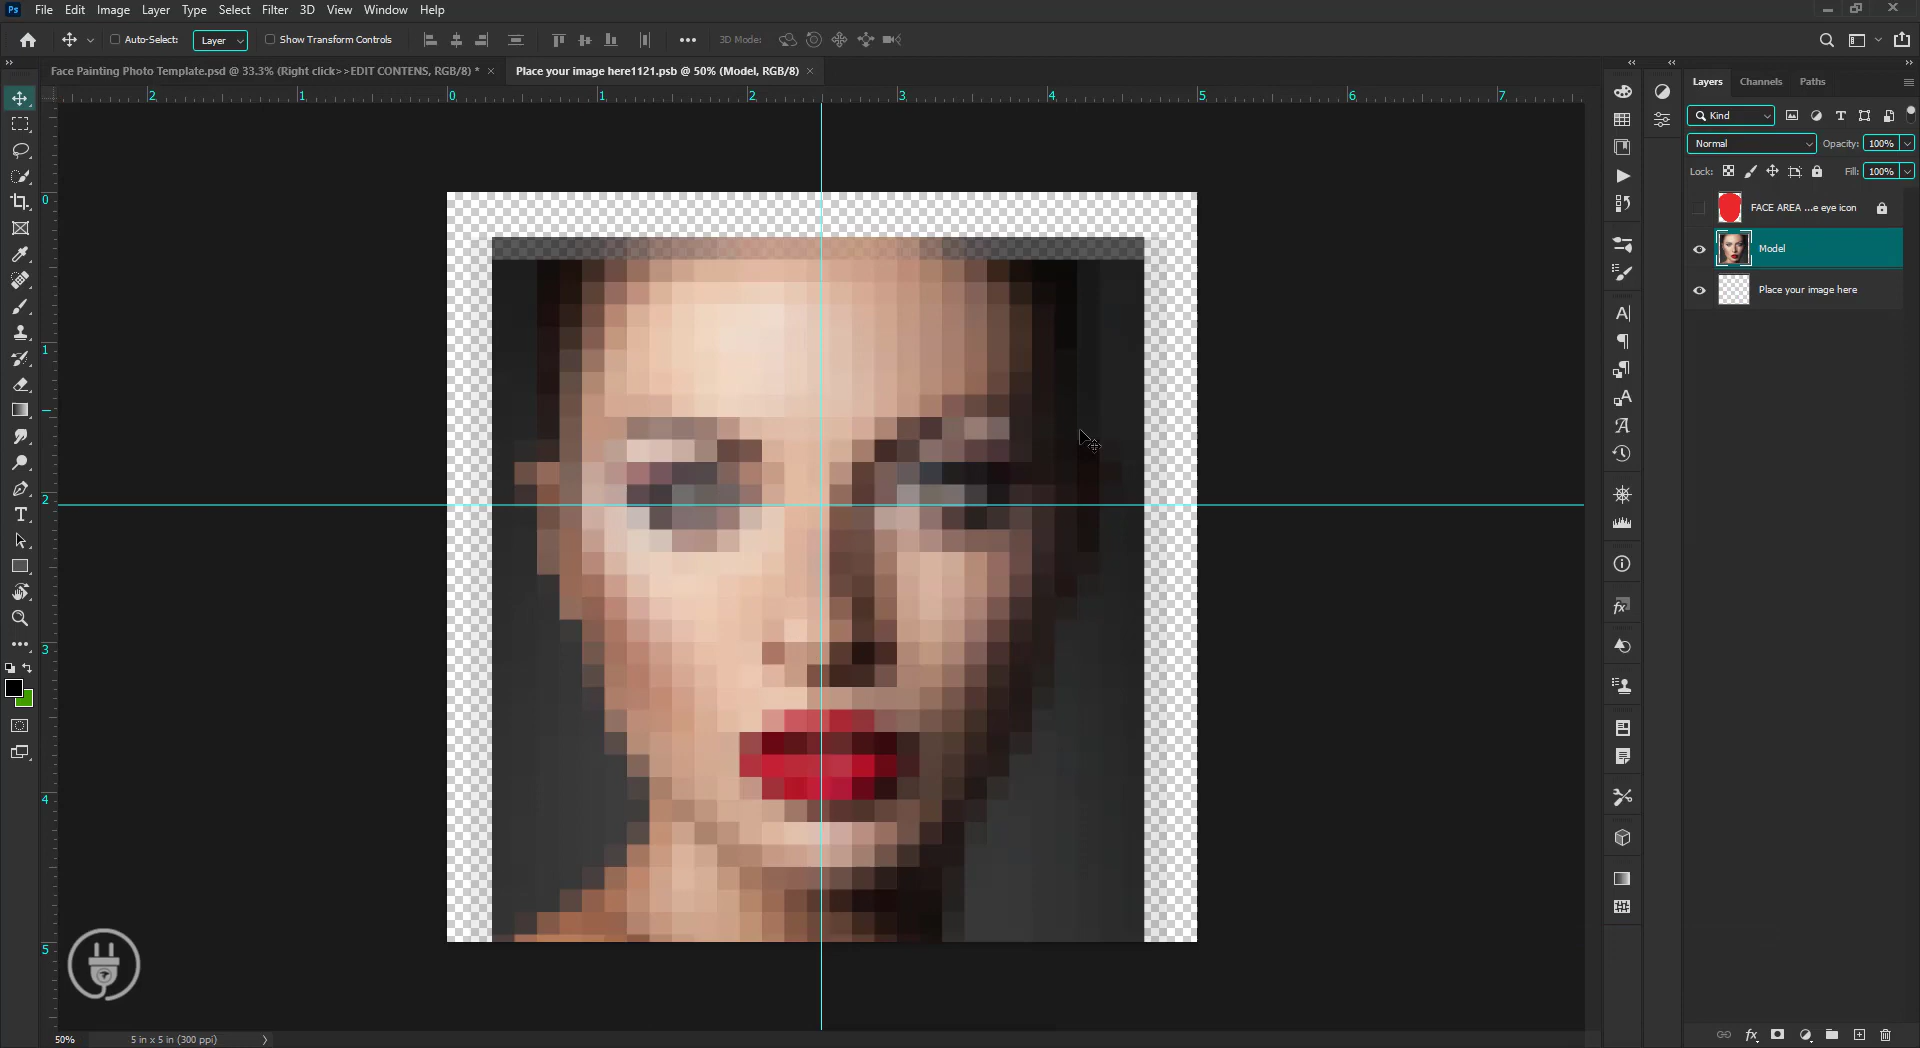 Ps File Edit Image Layer Type Select Filter 3D View Window Help
Auto-Select: Layer Show Transform Controls 3D Mode:
Face Painting Photo Template.psd @ 33.3% (Right click>>EDIT CONTENS, RGB/8) *
Place your image here1121.psb @ 50% (Model, RGB/8)
Layers Channels Paths
2 1 0 1 2 3 4 5 6 7
Kind
Normal Opacity: 100%
Lock: Fill: 100%
FACE AREA ...e eye icon
Model
Place your image here
0
1
2
3
4
5
50% 5 in x 5 in (300 ppi)